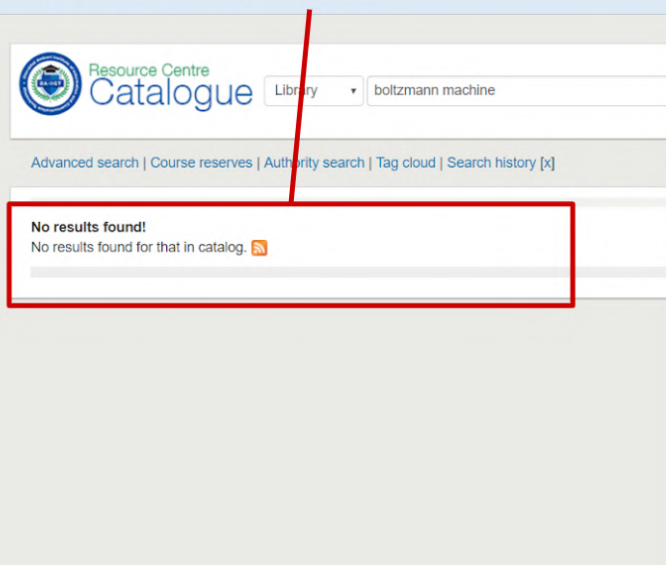 Resource Centre
Catalogue
Library
boltzmann machine
Advanced search | Course reserves | Authority search | Tag cloud | Search history [x]
No results found!
No results found for that in catalog.